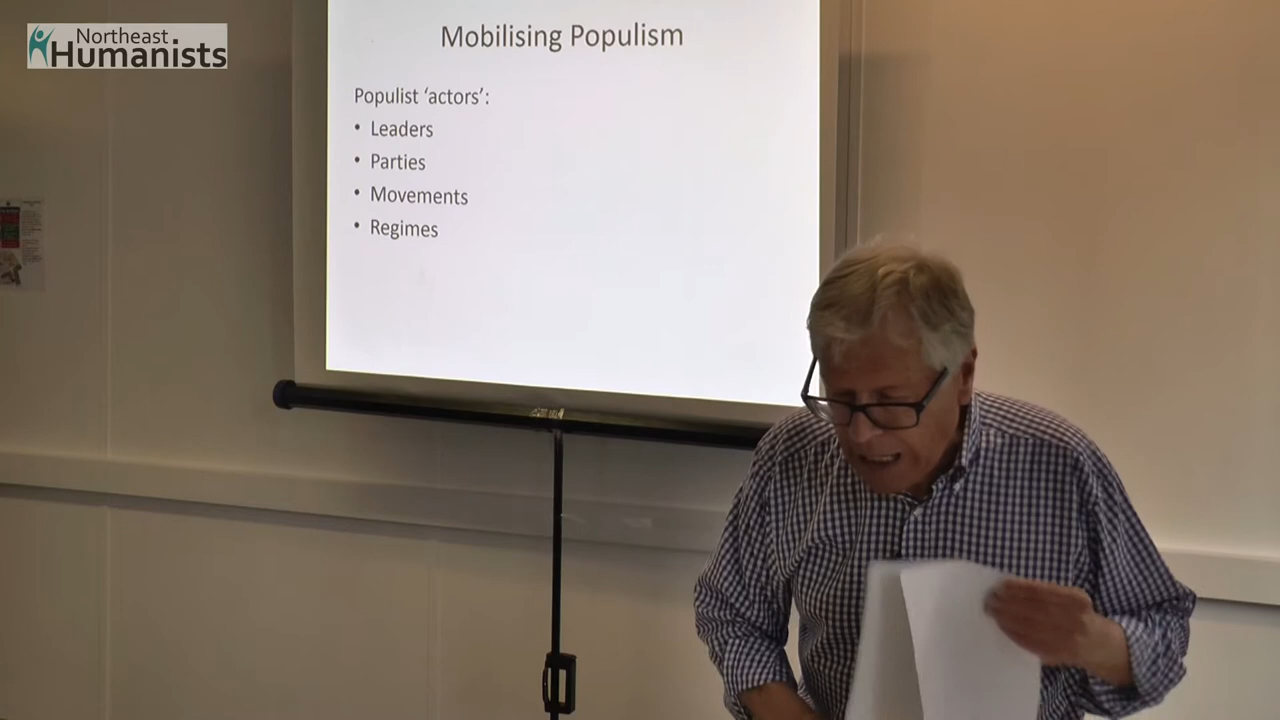 Northeast
Humanists
Mobilising Populism
Populist ‘actors’:
• Leaders
• Parties
• Movements
• Regimes